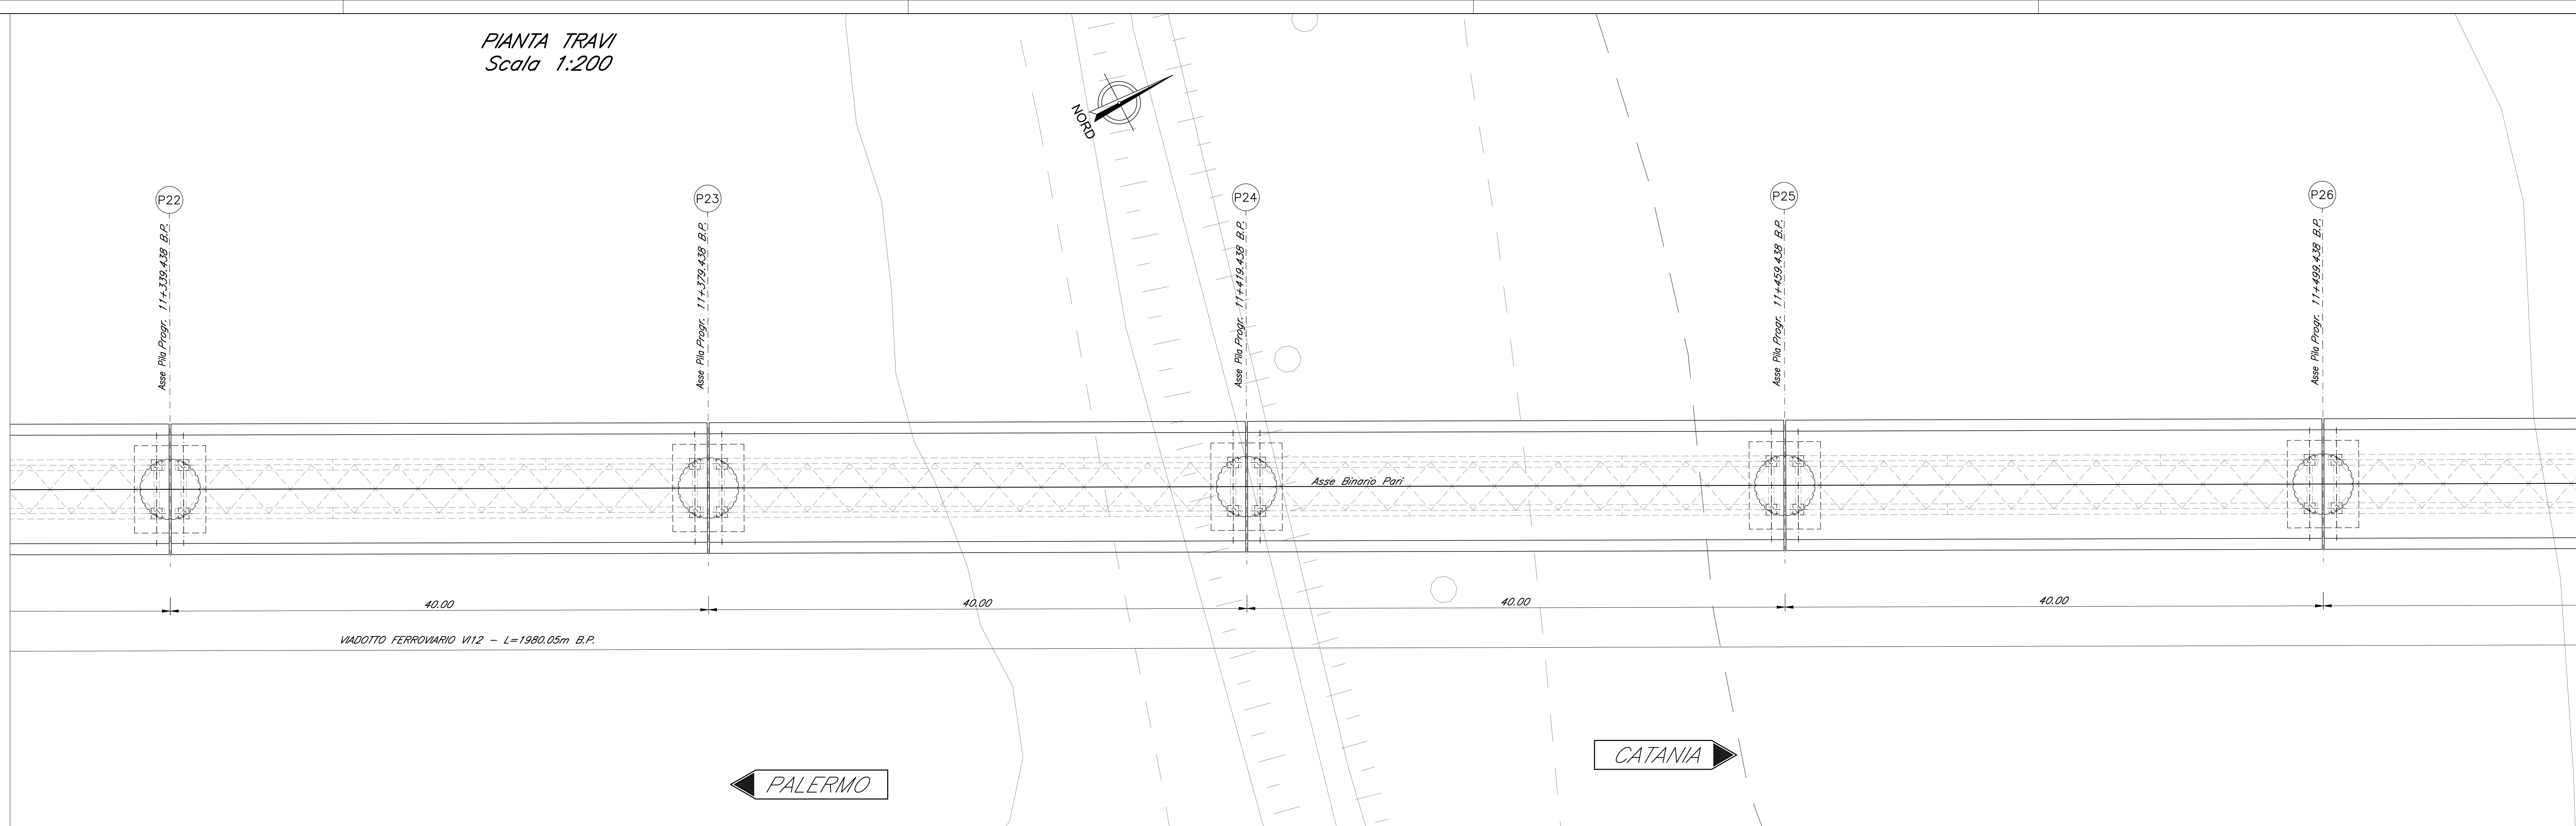 PIANTA TRAVI
Scala 1:200
NORD
P22
P23
P24
P25
P26
Asse Pila Progr. 11+339.438 B.P.
Asse Pila Progr. 11+379.438 B.P.
Asse Pila Progr. 11+419.438 B.P.
Asse Pila Progr. 11+459.438 B.P.
Asse Pila Progr. 11+499.438 B.P.
Asse Binario Pari
40.00
40.00
40.00
40.00
VIADOTTO FERROVIARIO VI12 - L=1980.05m B.P.
CATANIA
PALERMO